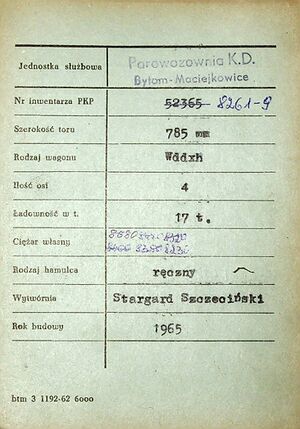 Jednostka służbowa Parowozownia K.D.
Bytom-Maciejkowice
Nr inwentarza PKP 52365 8261-9
Szerokość toru 785 mm
Rodzaj wagonu Wddxh
Ilość osi 4
Ładowność w t. 17 t.
Ciężar własny
Rodzaj hamulca ręczny
Wytwórnia Stargard Szczeciński
Rok budowy 1965
btm 3 1192-62 6000